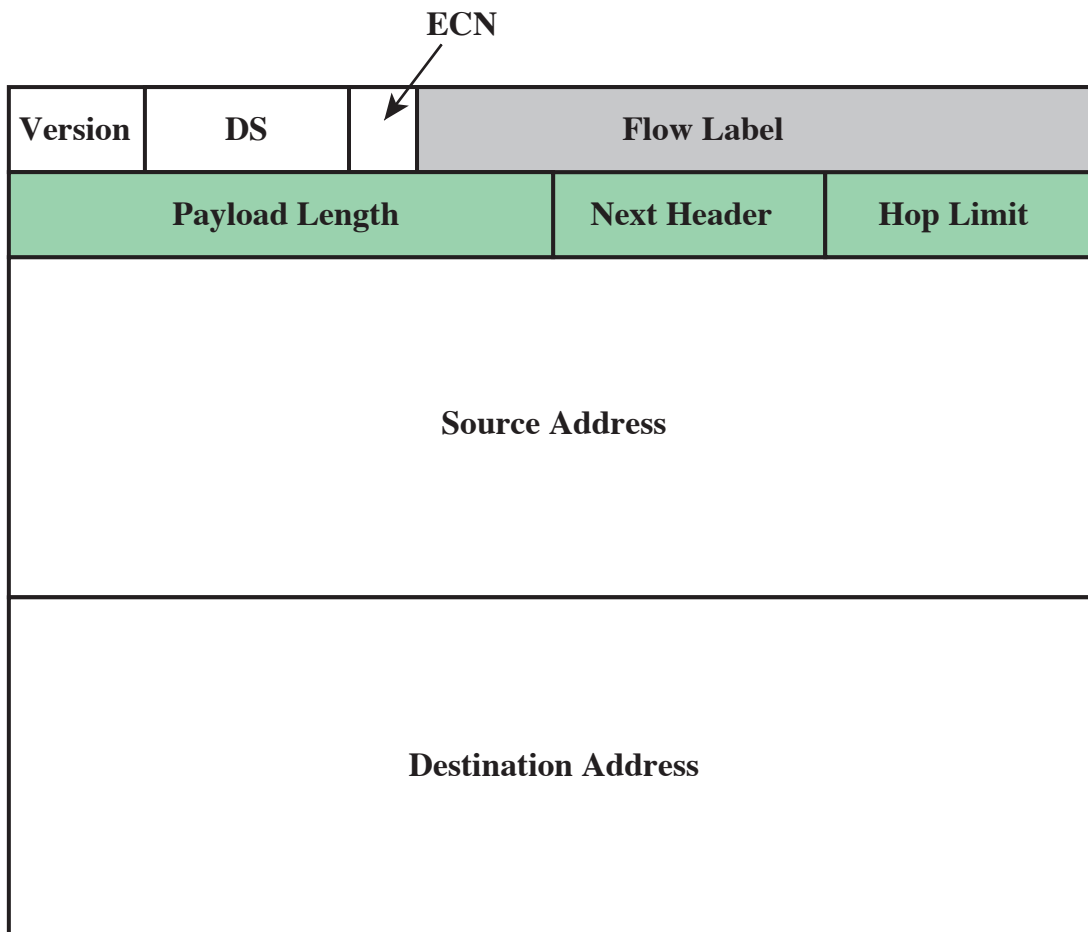 ECN
Version DS Flow Label
Payload Length Next Header Hop Limit
Source Address
Destination Address